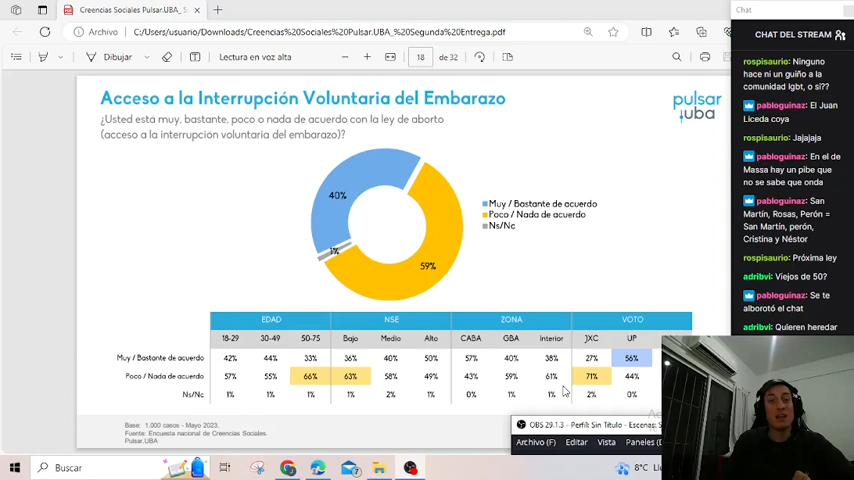 Creencias Sociales Pulsar.UBA_
Chat
Archivo
C:/Users/usuario/Downloads/Creencias%20Sociales%20Pulsar.UBA_%20Segunda%20Entrega.pdf
Dibujar
Lectura en voz alta
18
de 32
CHAT DEL STREAM
Acceso a la Interrupción Voluntaria del Embarazo
¿Usted está muy, bastante, poco o nada de acuerdo con la ley de aborto
(acceso a la interrupción voluntaria del embarazo)?
pulsar
.uba
40%
1%
59%
Muy / Bastante de acuerdo
Poco / Nada de acuerdo
Ns/Nc
EDAD NSE ZONA VOTO
18-29 30-49 50-75 Bajo Medio Alto CABA GBA Interior JXC UP
Muy / Bastante de acuerdo 42% 44% 33% 36% 40% 50% 57% 40% 38% 27% 56%
Poco / Nada de acuerdo 57% 55% 66% 63% 58% 49% 43% 59% 61% 71% 44%
Ns/Nc 1% 1% 1% 1% 2% 1% 0% 1% 1% 2% 0%
Base: 1.000 casos - Mayo 2023.
Fuente: Encuesta nacional de Creencias Sociales.
Pulsar.UBA
rospisaurio: Ninguno
hace ni un guiño a la
comunidad lgbt, o si??
pabloguinaz: El Juan
Liceda coya
rospisaurio: Jajajaja
pabloguinaz: En el de
Massa hay un pibe que
no se sabe que onda
pabloguinaz: San
Martín, Rosas, Perón =
San Martín, perón,
Cristina y Néstor
rospisaurio: Próxima ley
adribvi: Viejos de 50?
pabloguinaz: Se te
alborotó el chat
adribvi: Quieren heredar
OBS 29.1.3 - Perfil: Sin Título - Escenas: S
Archivo (F) Editar Vista Paneles (D
Buscar
8°C